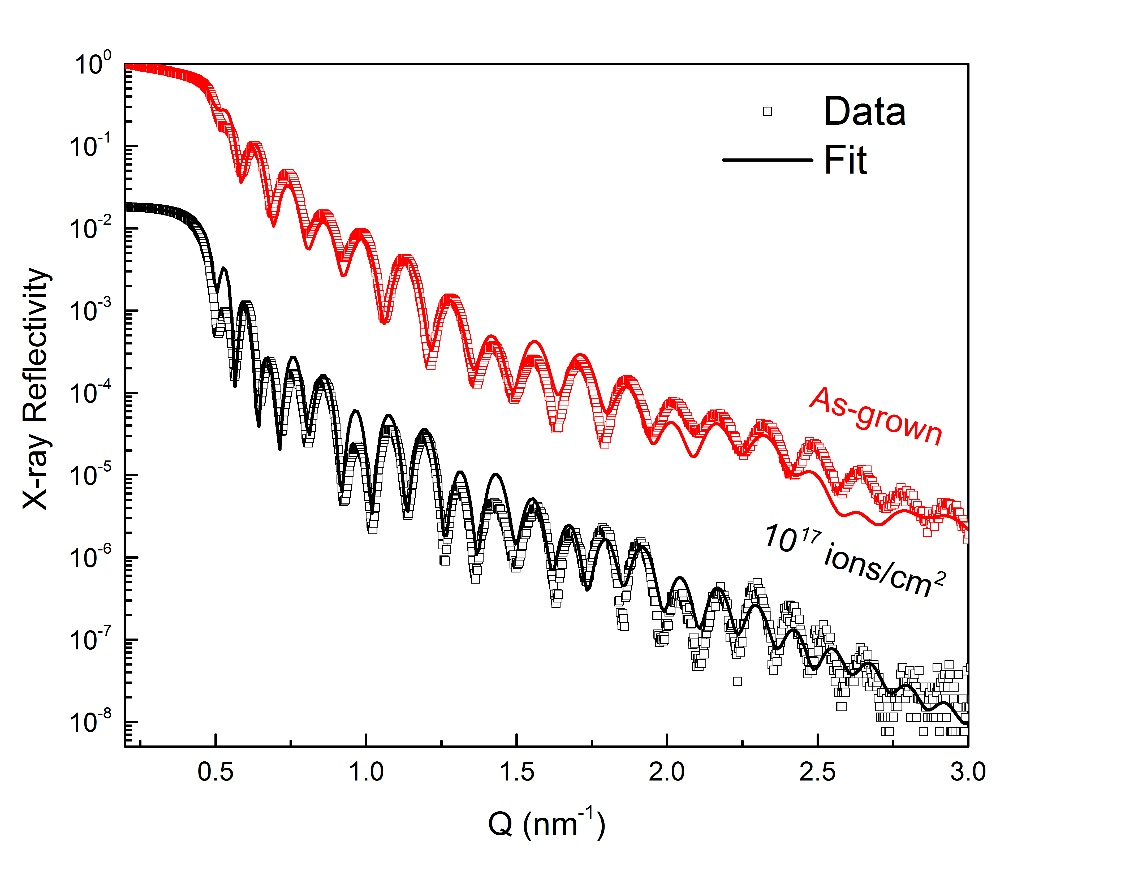 X-ray Reflectivity
10⁰
10⁻¹
10⁻²
10⁻³
10⁻⁴
10⁻⁵
10⁻⁶
10⁻⁷
10⁻⁸
Data
Fit
As-grown
10¹⁷ ions/cm²
0.5 1.0 1.5 2.0 2.5 3.0
Q (nm⁻¹)